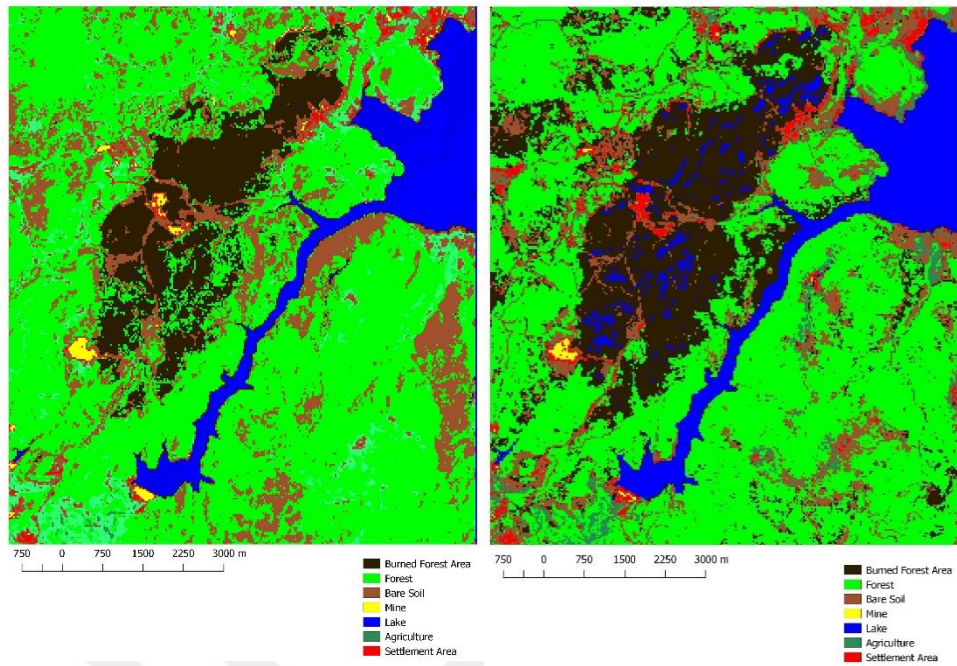 750 0 750 1500 2250 3000 m
Burned Forest Area
Forest
Bare Soil
Mine
Lake
Agriculture
Settlement Area
750 0 750 1500 2250 3000 m
Burned Forest Area
Forest
Bare Soil
Mine
Lake
Agriculture
Settlement Area